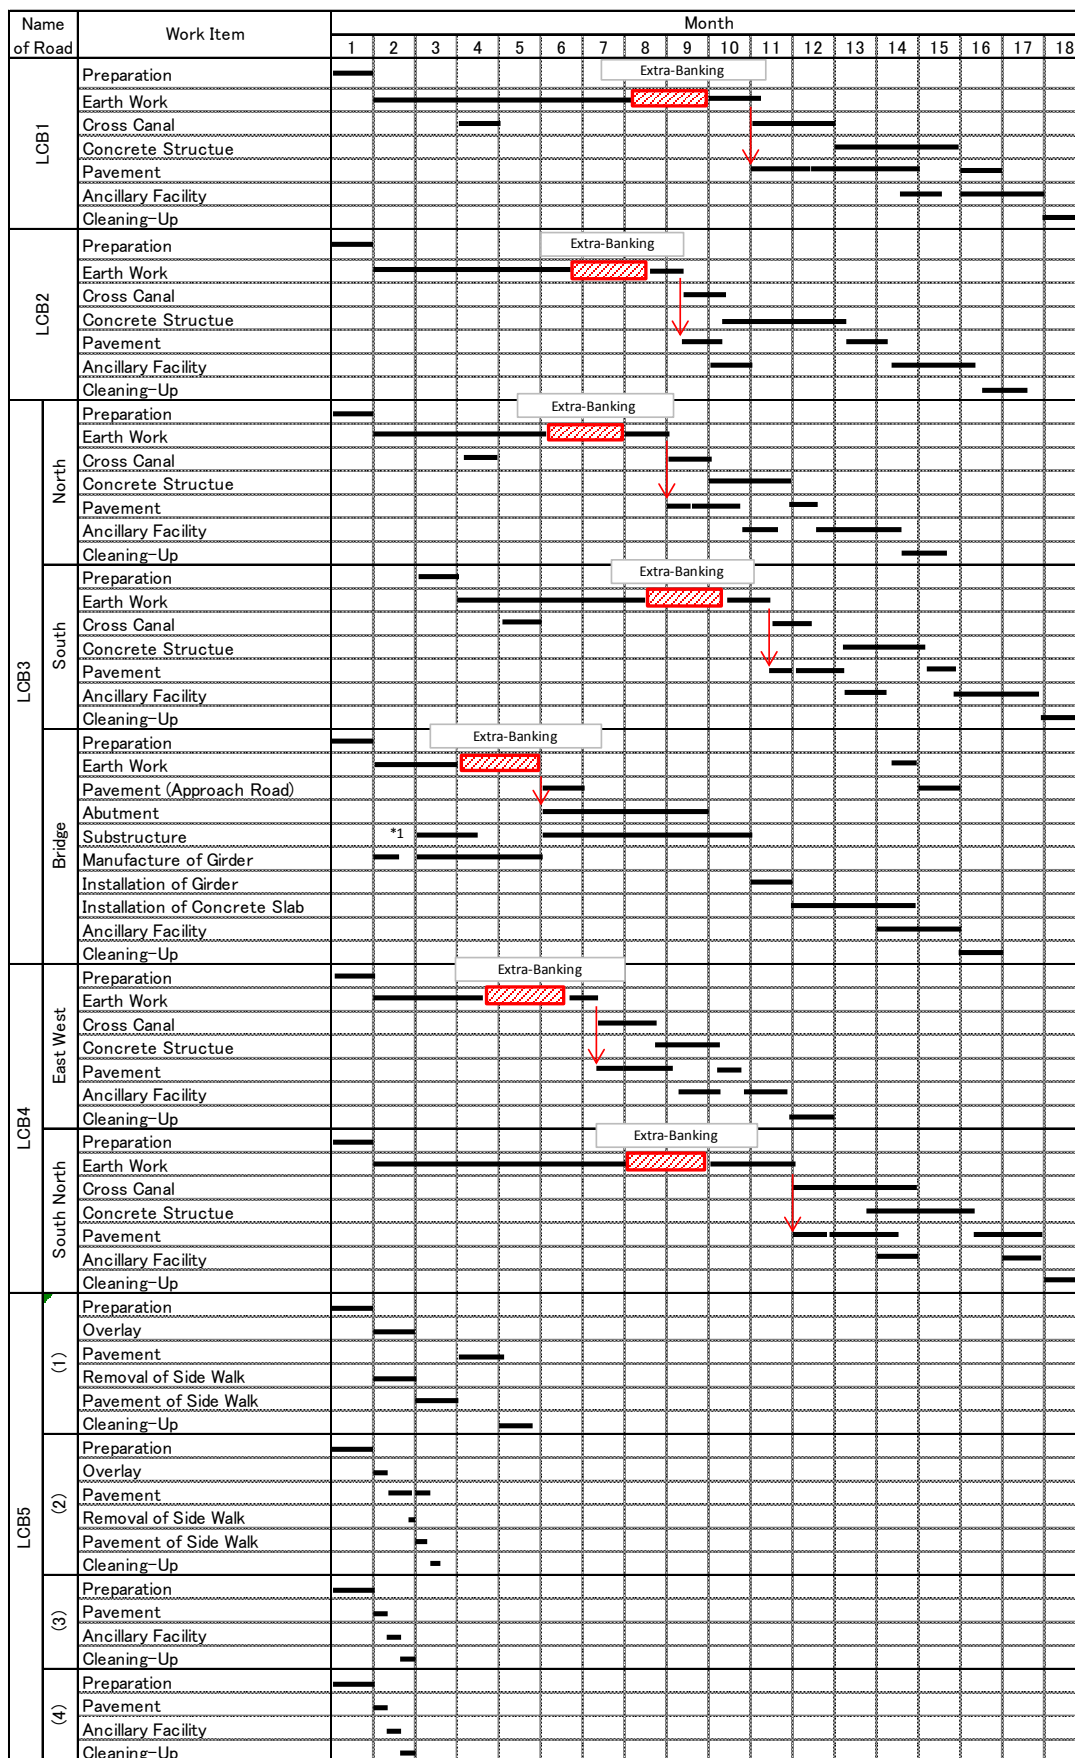 Name of Road Work Item Month
1 2 3 4 5 6 7 8 9 10 11 12 13 14 15 16 17 18
LCB1
Preparation
Extra-Banking
Earth Work
Cross Canal
Concrete Structue
Pavement
Ancillary Facility
Cleaning-Up
LCB2
Preparation
Extra-Banking
Earth Work
Cross Canal
Concrete Structue
Pavement
Ancillary Facility
Cleaning-Up
LCB3
North
Preparation
Extra-Banking
Earth Work
Cross Canal
Concrete Structue
Pavement
Ancillary Facility
Cleaning-Up
South
Preparation
Extra-Banking
Earth Work
Cross Canal
Concrete Structue
Pavement
Ancillary Facility
Cleaning-Up
Bridge
Preparation
Extra-Banking
Earth Work
Pavement (Approach Road)
Abutment
Substructure *1
Manufacture of Girder
Installation of Girder
Installation of Concrete Slab
Ancillary Facility
Cleaning-Up
LCB4
East West
Preparation
Extra-Banking
Earth Work
Cross Canal
Concrete Structue
Pavement
Ancillary Facility
Cleaning-Up
South North
Preparation
Extra-Banking
Earth Work
Cross Canal
Concrete Structue
Pavement
Ancillary Facility
Cleaning-Up
LCB5
(1)
Preparation
Overlay
Pavement
Removal of Side Walk
Pavement of Side Walk
Cleaning-Up
(2)
Preparation
Overlay
Pavement
Removal of Side Walk
Pavement of Side Walk
Cleaning-Up
(3)
Preparation
Pavement
Ancillary Facility
Cleaning-Up
(4)
Preparation
Pavement
Ancillary Facility
Cleaning-Up